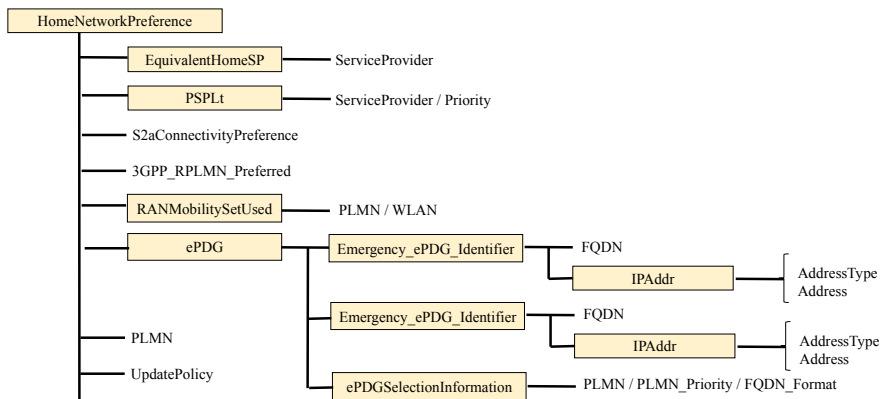 HomeNetworkPreference
EquivalentHomeSP
ServiceProvider
PSPLt
ServiceProvider / Priority
S2aConnectivityPreference
3GPP_RPLMN_Preferred
RANMobilitySetUsed
PLMN / WLAN
ePDG
Emergency_ePDG_Identifier
FQDN
IPAddr
AddressType
Address
Emergency_ePDG_Identifier
FQDN
PLMN
IPAddr
AddressType
Address
UpdatePolicy
ePDGSelectionInformation
PLMN / PLMN_Priority / FQDN_Format